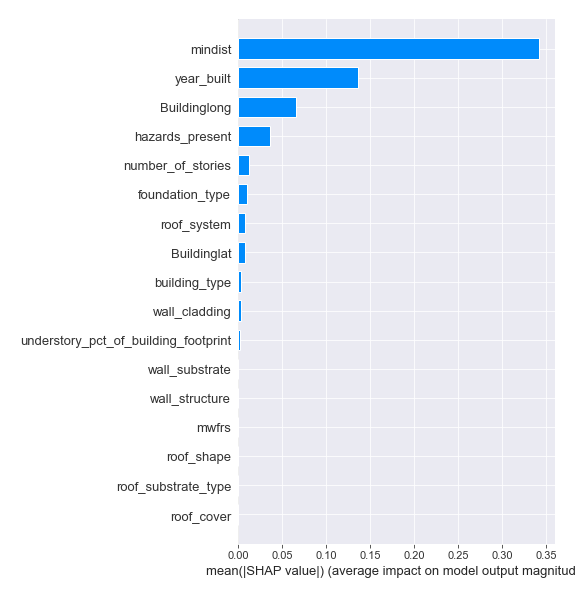 mindist
year_built
Buildinglong
hazards_present
number_of_stories
foundation_type
roof_system
Buildinglat
building_type
wall_cladding
understory_pct_of_building_footprint
wall_substrate
wall_structure
mwfrs
roof_shape
roof_substrate_type
roof_cover
0.00 0.05 0.10 0.15 0.20 0.25 0.30 0.35
mean(|SHAP value|) (average impact on model output magnitud